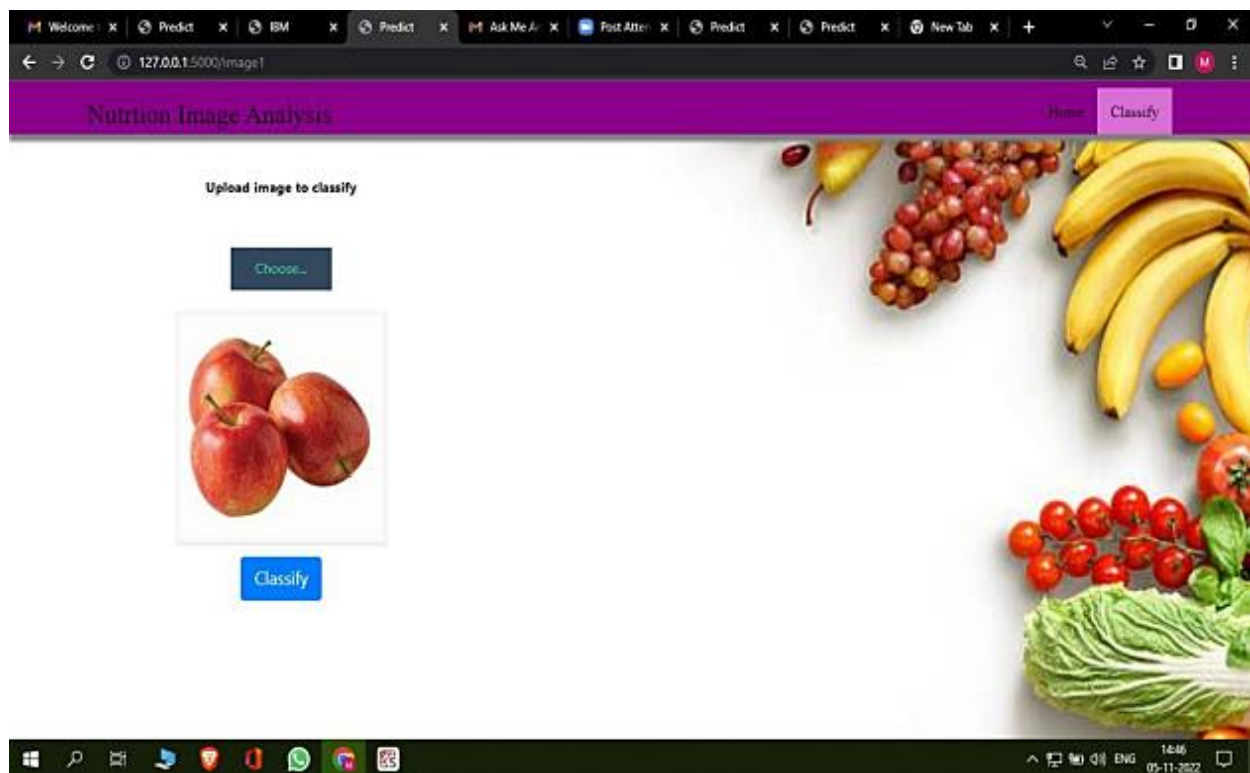 Welcome Predict IBM Predict Ask Me A Post Atten Predict Predict New Tab
127.0.0.1:5000/image1
Nutrtion Image Analysis Home Classify
Upload image to classify
Choose...
Classify
ENG 14:46
05-11-2022